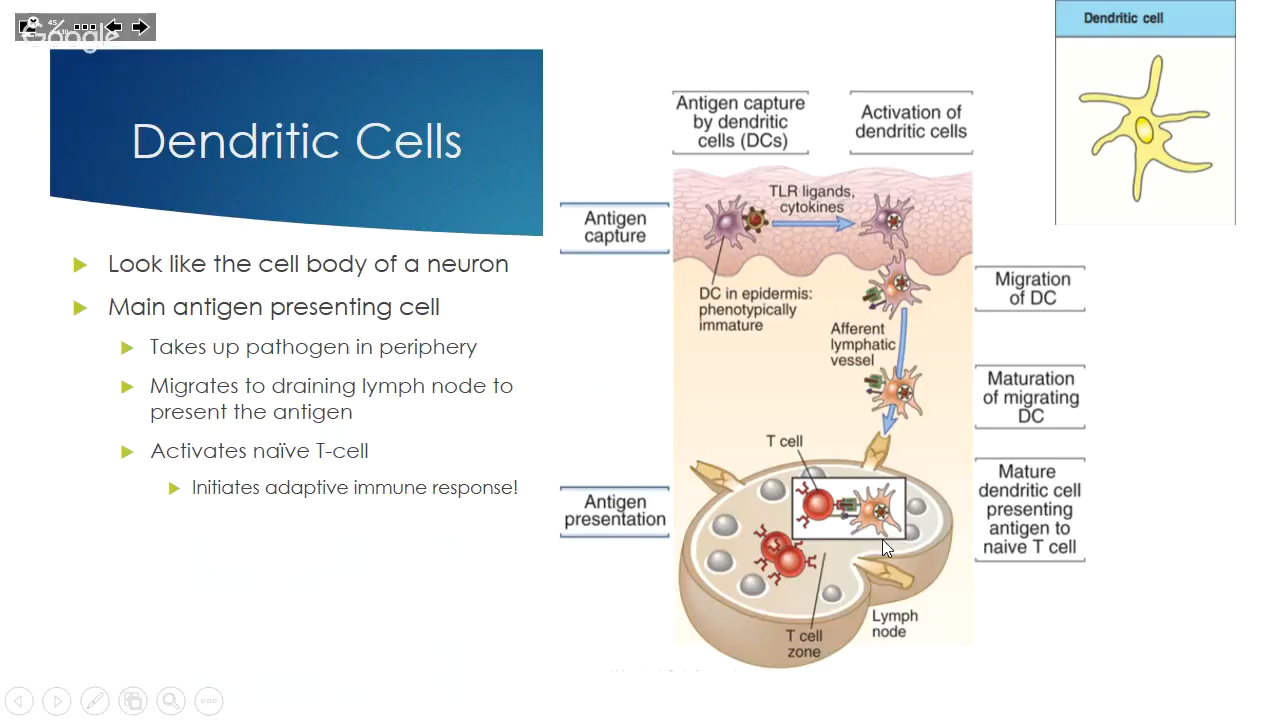 45
Google
Dendritic Cells
Look like the cell body of a neuron
Main antigen presenting cell
Takes up pathogen in periphery
Migrates to draining lymph node to
present the antigen
Activates naïve T-cell
Initiates adaptive immune response!
Antigen capture
by dendritic
cells (DCs)
Activation of
dendritic cells
Antigen
capture
TLR ligands,
cytokines
DC in epidermis:
phenotypically
immature
Afferent
lymphatic
vessel
Migration
of DC
Maturation
of migrating
DC
T cell
Antigen
presentation
Mature
dendritic cell
presenting
antigen to
naive T cell
Lymph
node
T cell
zone
Dendritic cell